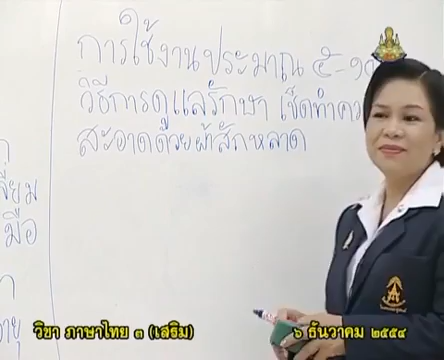 การใช้งานประมาณ ๕-๑๐
วิธีการดูแลรักษา เช็ดทำคว
สะอาดด้วยผ้าสักหลาด
มือ
วิชา ภาษาไทย ๓ (เสริม)
๖ ธันวาคม ๒๕๕๔